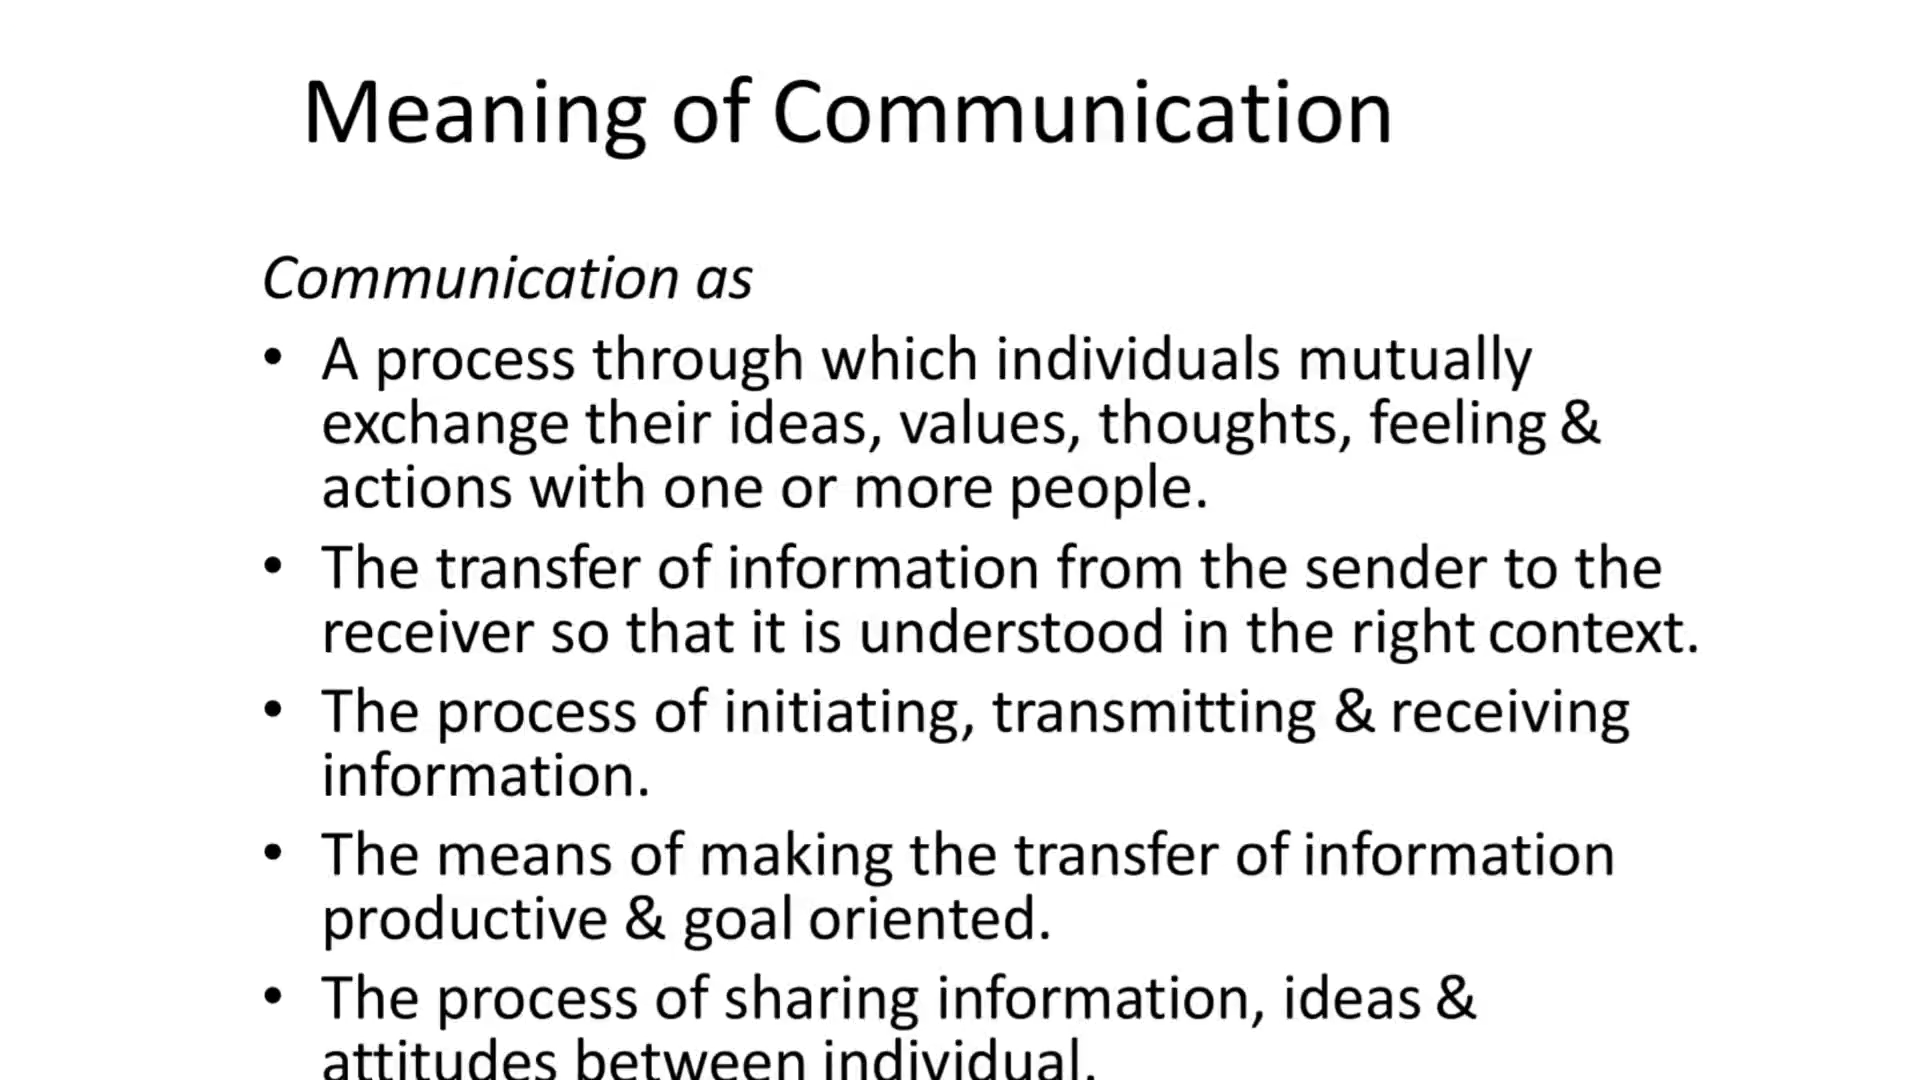 Meaning of Communication
Communication as
• A process through which individuals mutually
exchange their ideas, values, thoughts, feeling &
actions with one or more people.
• The transfer of information from the sender to the
receiver so that it is understood in the right context.
• The process of initiating, transmitting & receiving
information.
• The means of making the transfer of information
productive & goal oriented.
• The process of sharing information, ideas &
attitudes between individual.